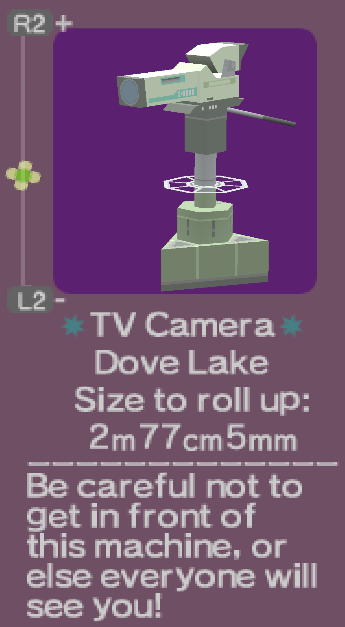 R2 +
L2 -
TV Camera
Dove Lake
Size to roll up:
2m77cm5mm
Be careful not to
get in front of
this machine, or
else everyone will
see you!